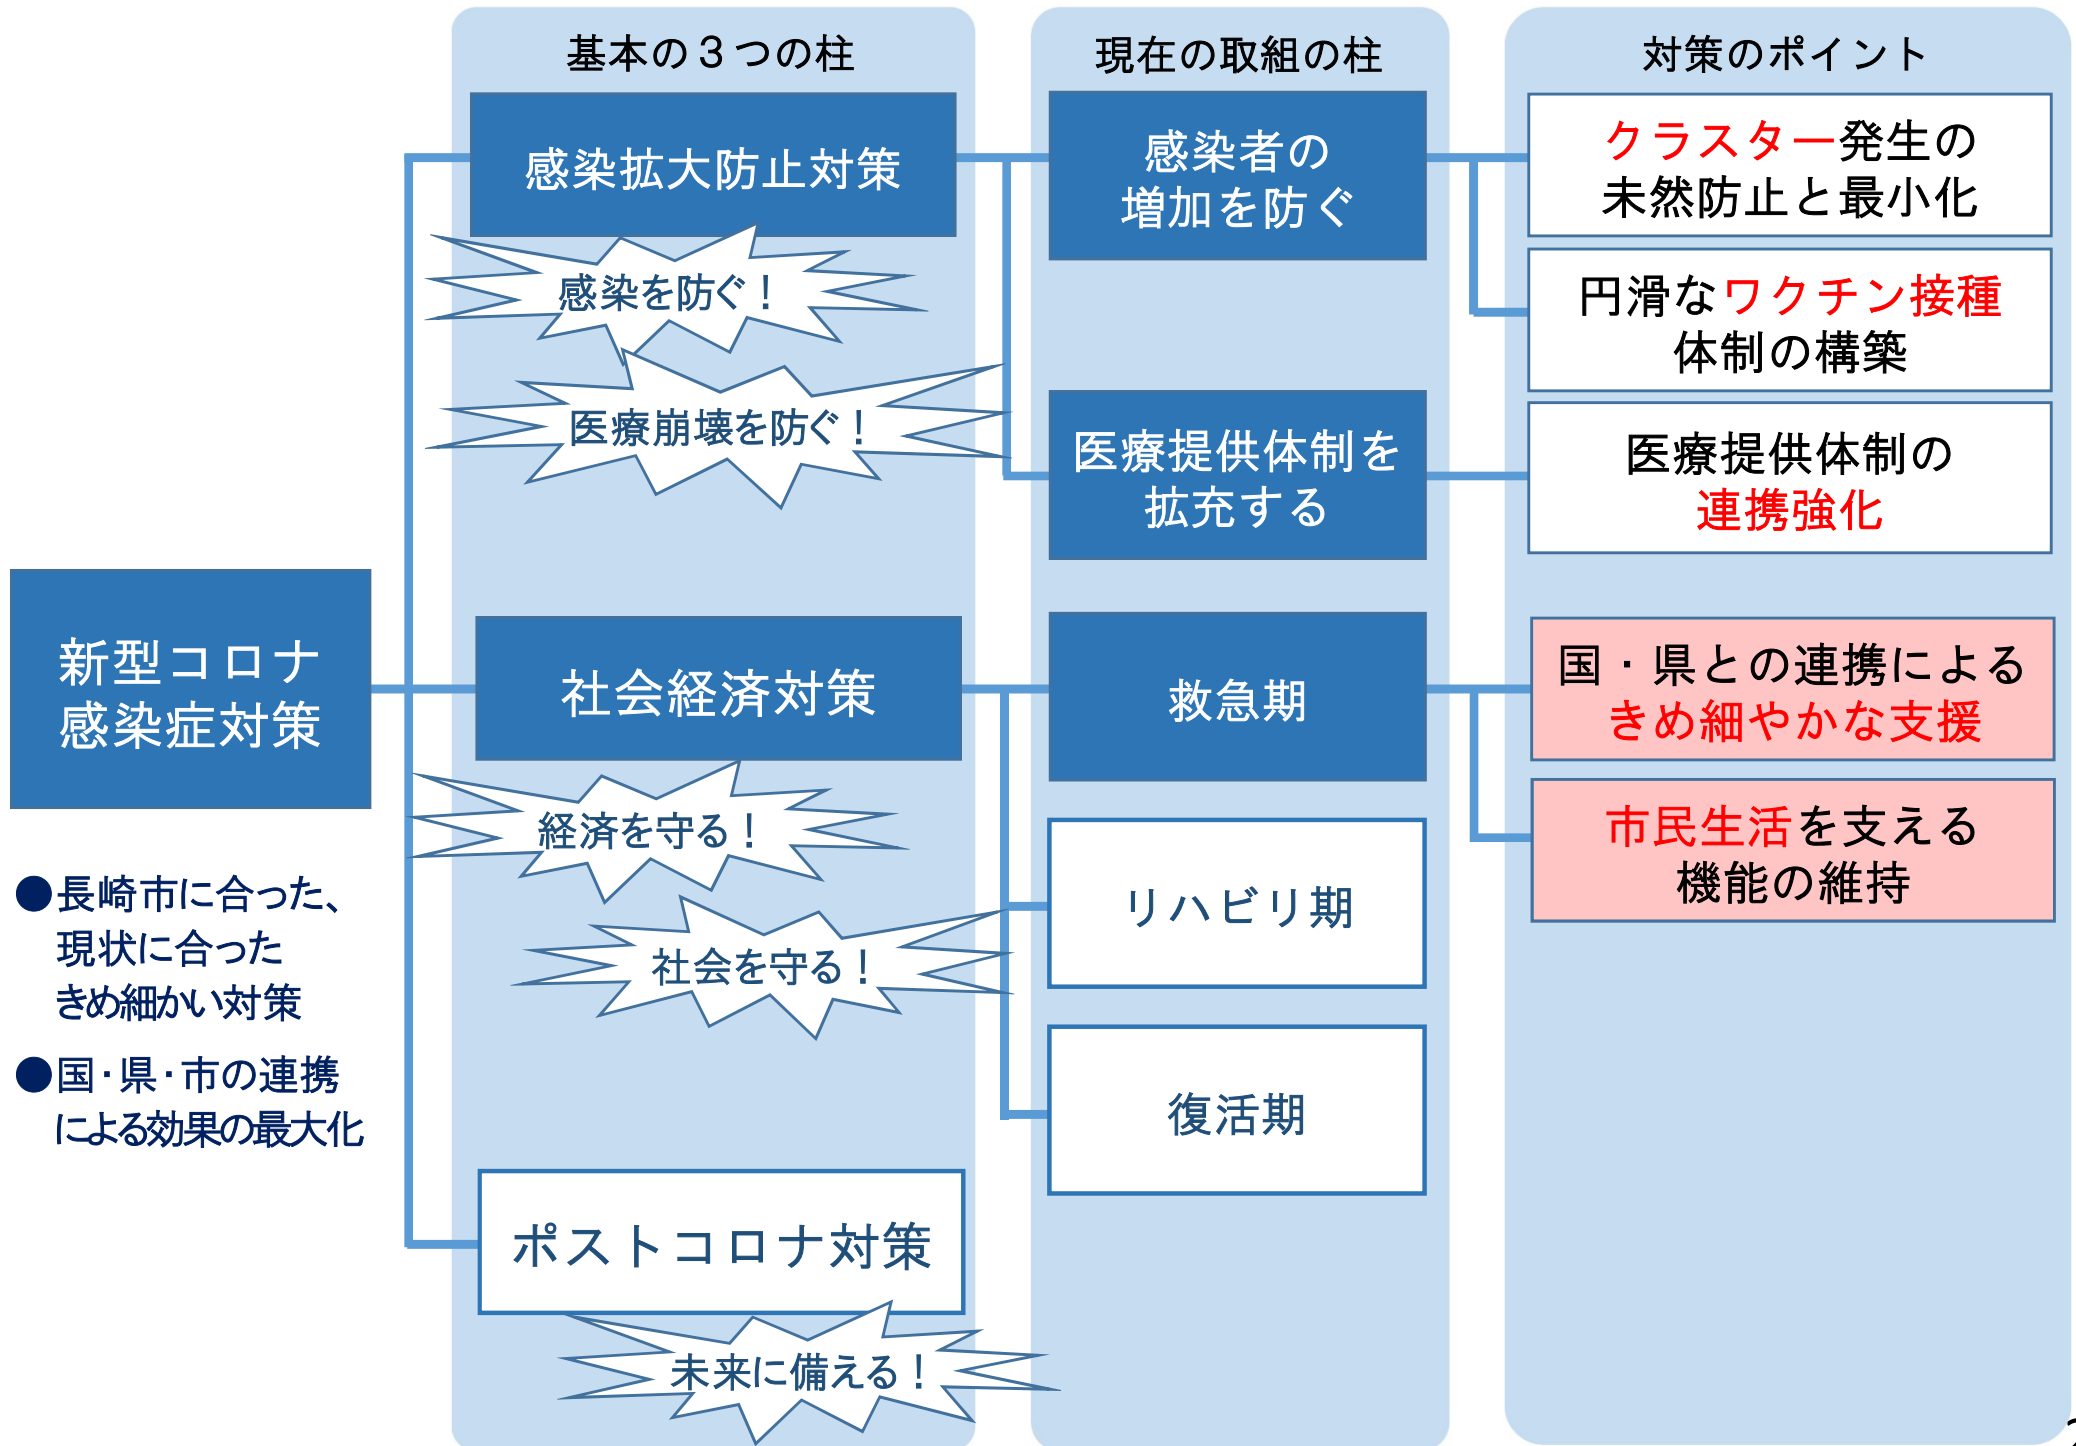 基本の３つの柱
現在の取組の柱
対策のポイント
感染拡大防止対策
感染を防ぐ！
医療崩壊を防ぐ！
感染者の
増加を防ぐ
医療提供体制を
拡充する
クラスター発生の
未然防止と最小化
円滑なワクチン接種
体制の構築
医療提供体制の
連携強化
新型コロナ
感染症対策
●長崎市に合った、
現状に合った
きめ細かい対策
●国・県・市の連携
による効果の最大化
社会経済対策
経済を守る！
社会を守る！
救急期
リハビリ期
復活期
国・県との連携による
きめ細やかな支援
市民生活を支える
機能の維持
ポストコロナ対策
未来に備える！